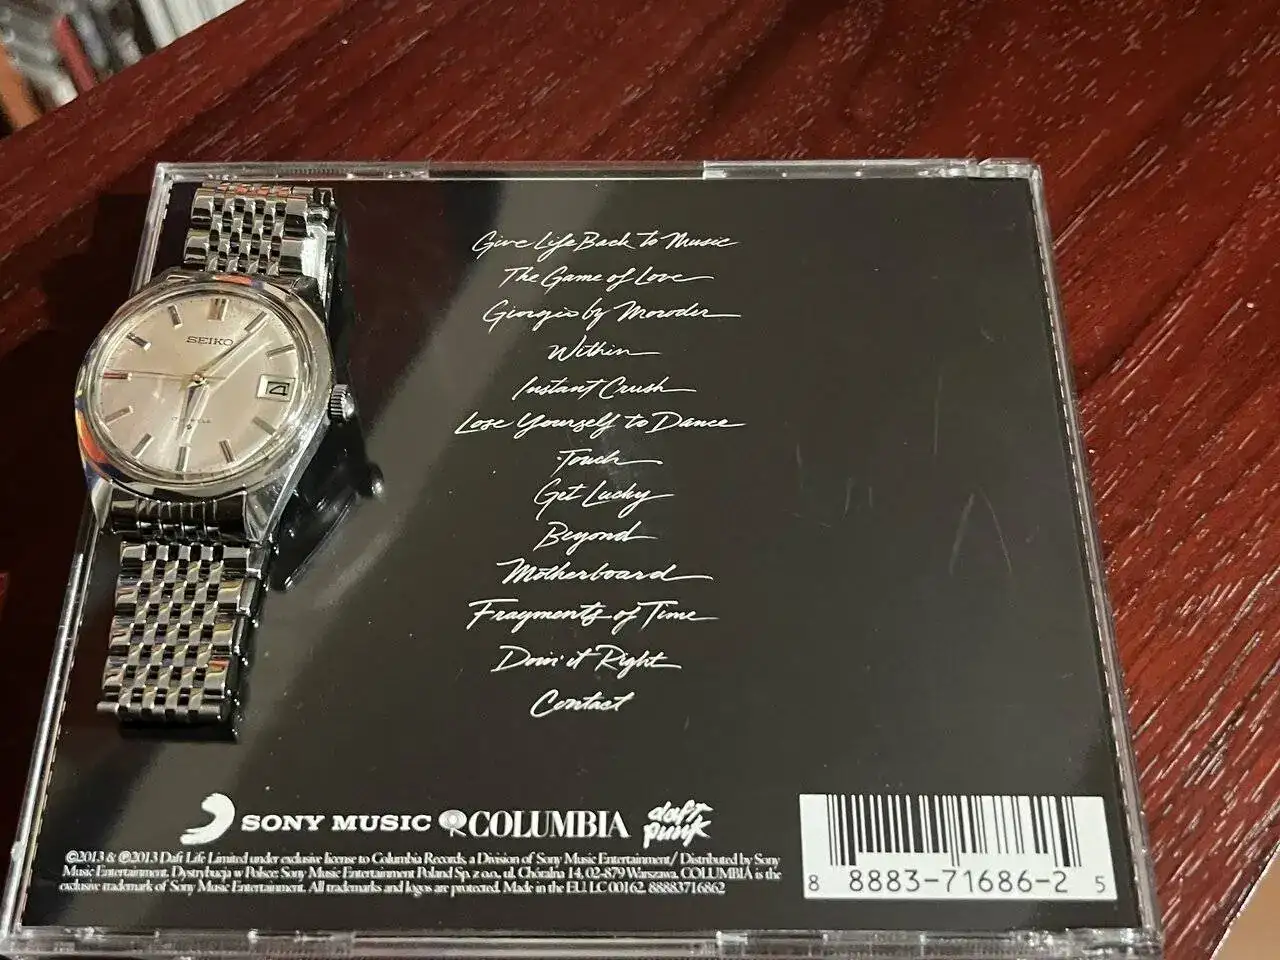 SEIKO
17 JEWELS
Give Life Back to Music
The Game of Love
Giorgio by Moroder
Within
Instant Crush
Lose Yourself to Dance
Touch
Get Lucky
Beyond
Motherboard
Fragments of Time
Doin' it Right
Contact
SONY MUSIC COLUMBIA daft punk
©2013 & ℗2013 Daft Life Limited under exclusive license to Columbia Records, a Division of Sony Music Entertainment/ Distributed by Sony
Music Entertainment. Dystrybucja w Polsce: Sony Music Entertainment Poland Sp. z o.o., ul. Chóralna 14, 02-879 Warszawa. COLUMBIA is the
exclusive trademark of Sony Music Entertainment. All trademarks and logos are protected. Made in the EU. LC 00162. 88883716862
8 8883-71686-2 5